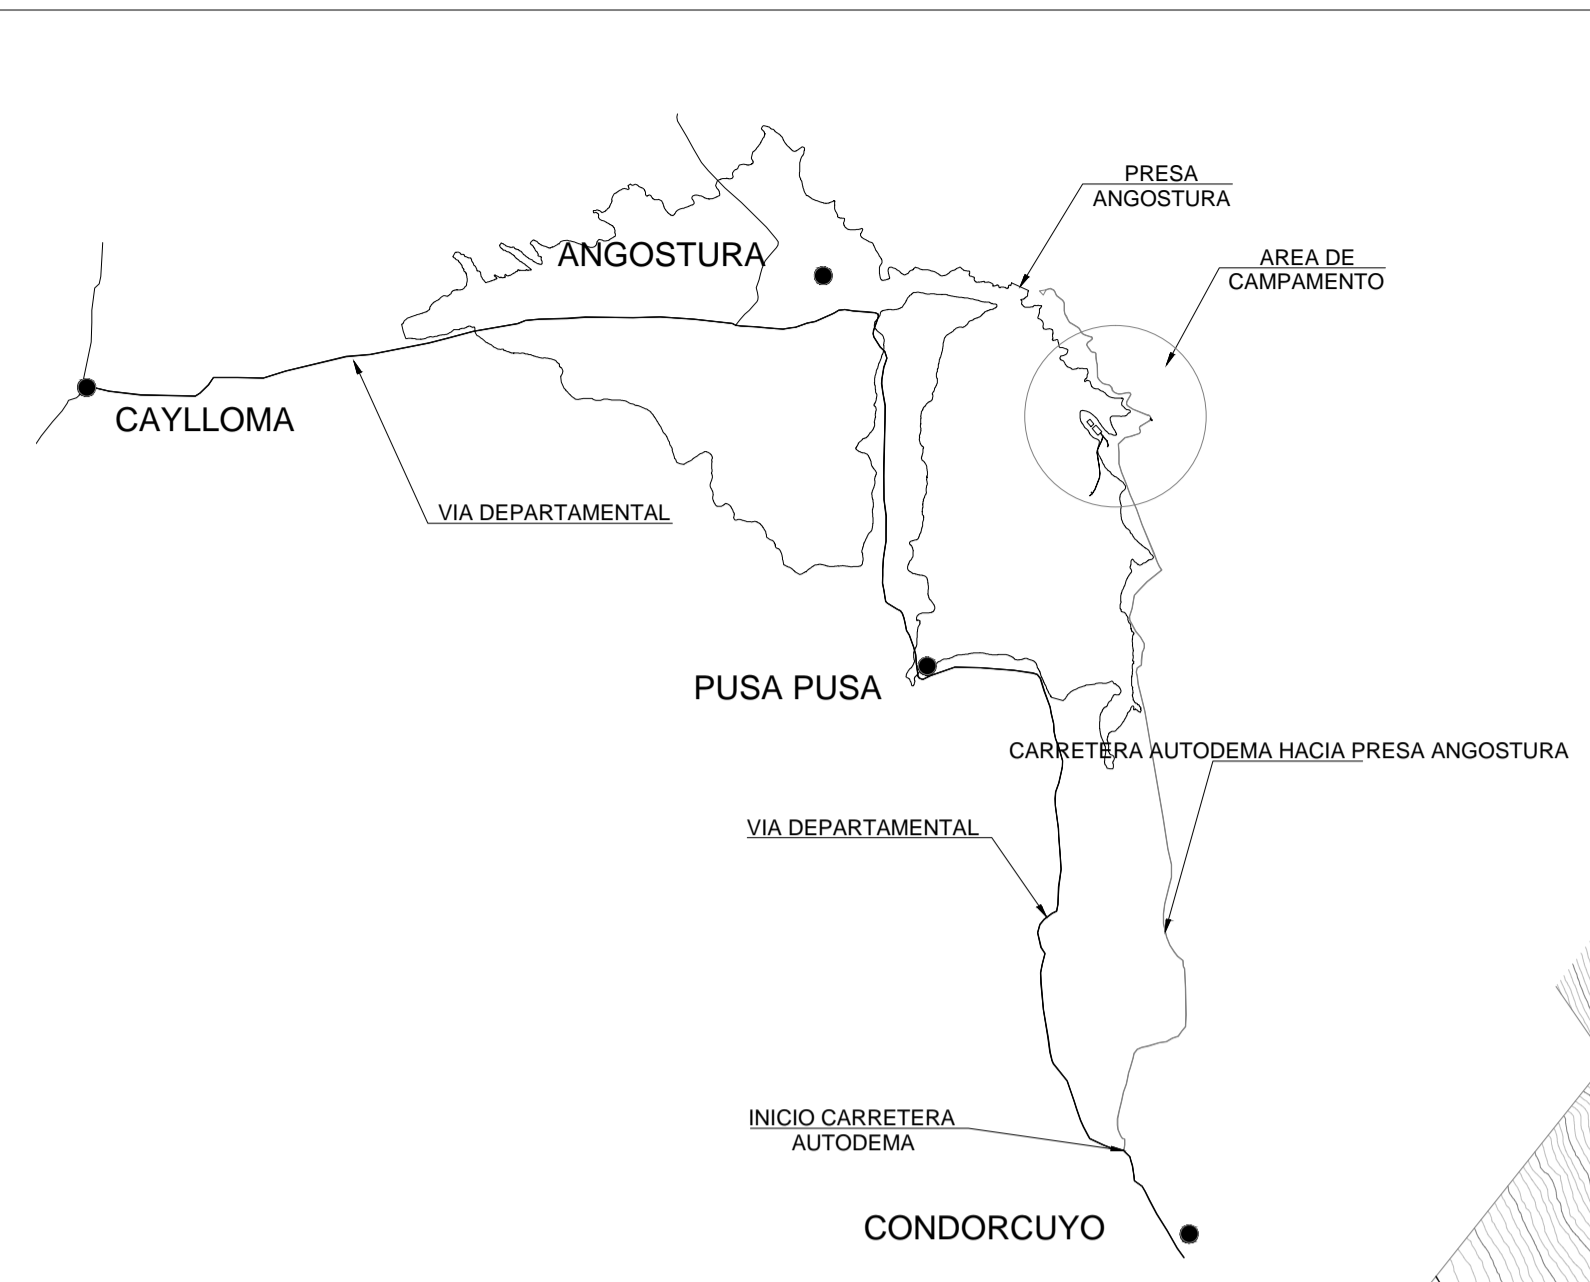 PRESA
ANGOSTURA
ANGOSTURA
AREA DE
CAMPAMENTO
CAYLLOMA
VIA DEPARTAMENTAL
PUSA PUSA
CARRETERA AUTODEMA HACIA PRESA ANGOSTURA
VIA DEPARTAMENTAL
INICIO CARRETERA
AUTODEMA
CONDORCUYO